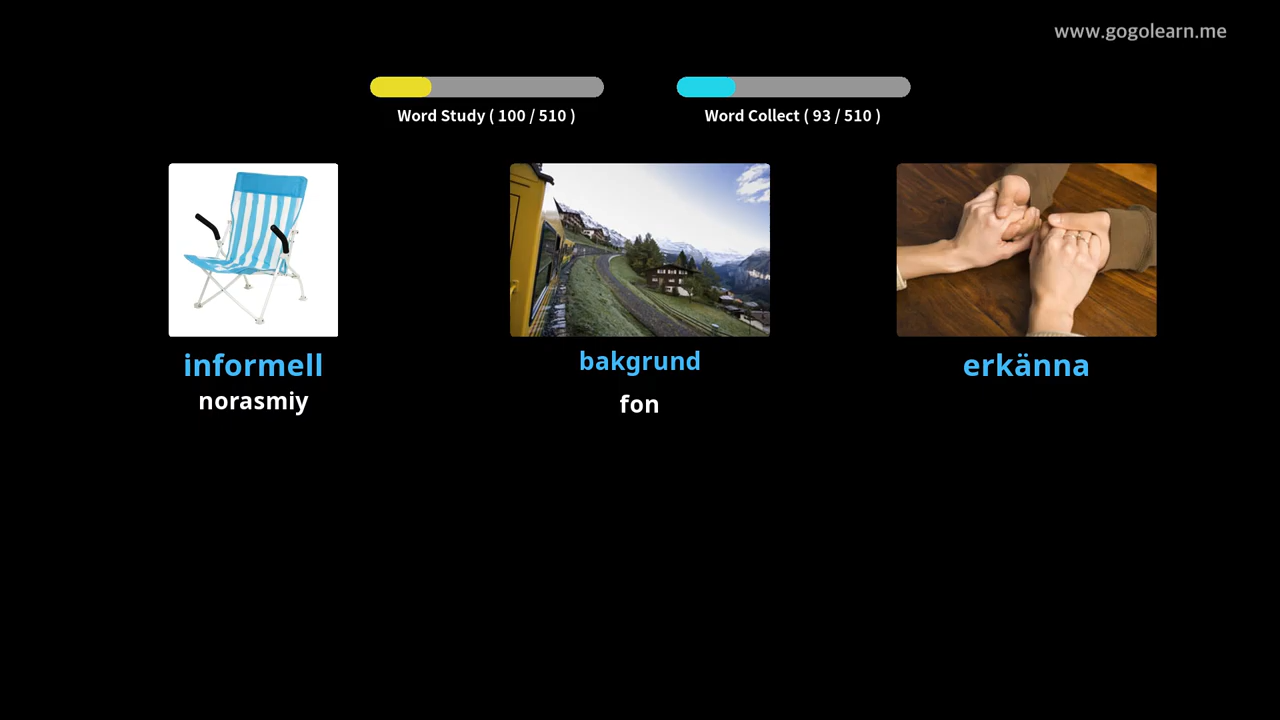 www.gogolearn.me
Word Study ( 100 / 510 )
Word Collect ( 93 / 510 )
informell
norasmiy
bakgrund
fon
erkänna